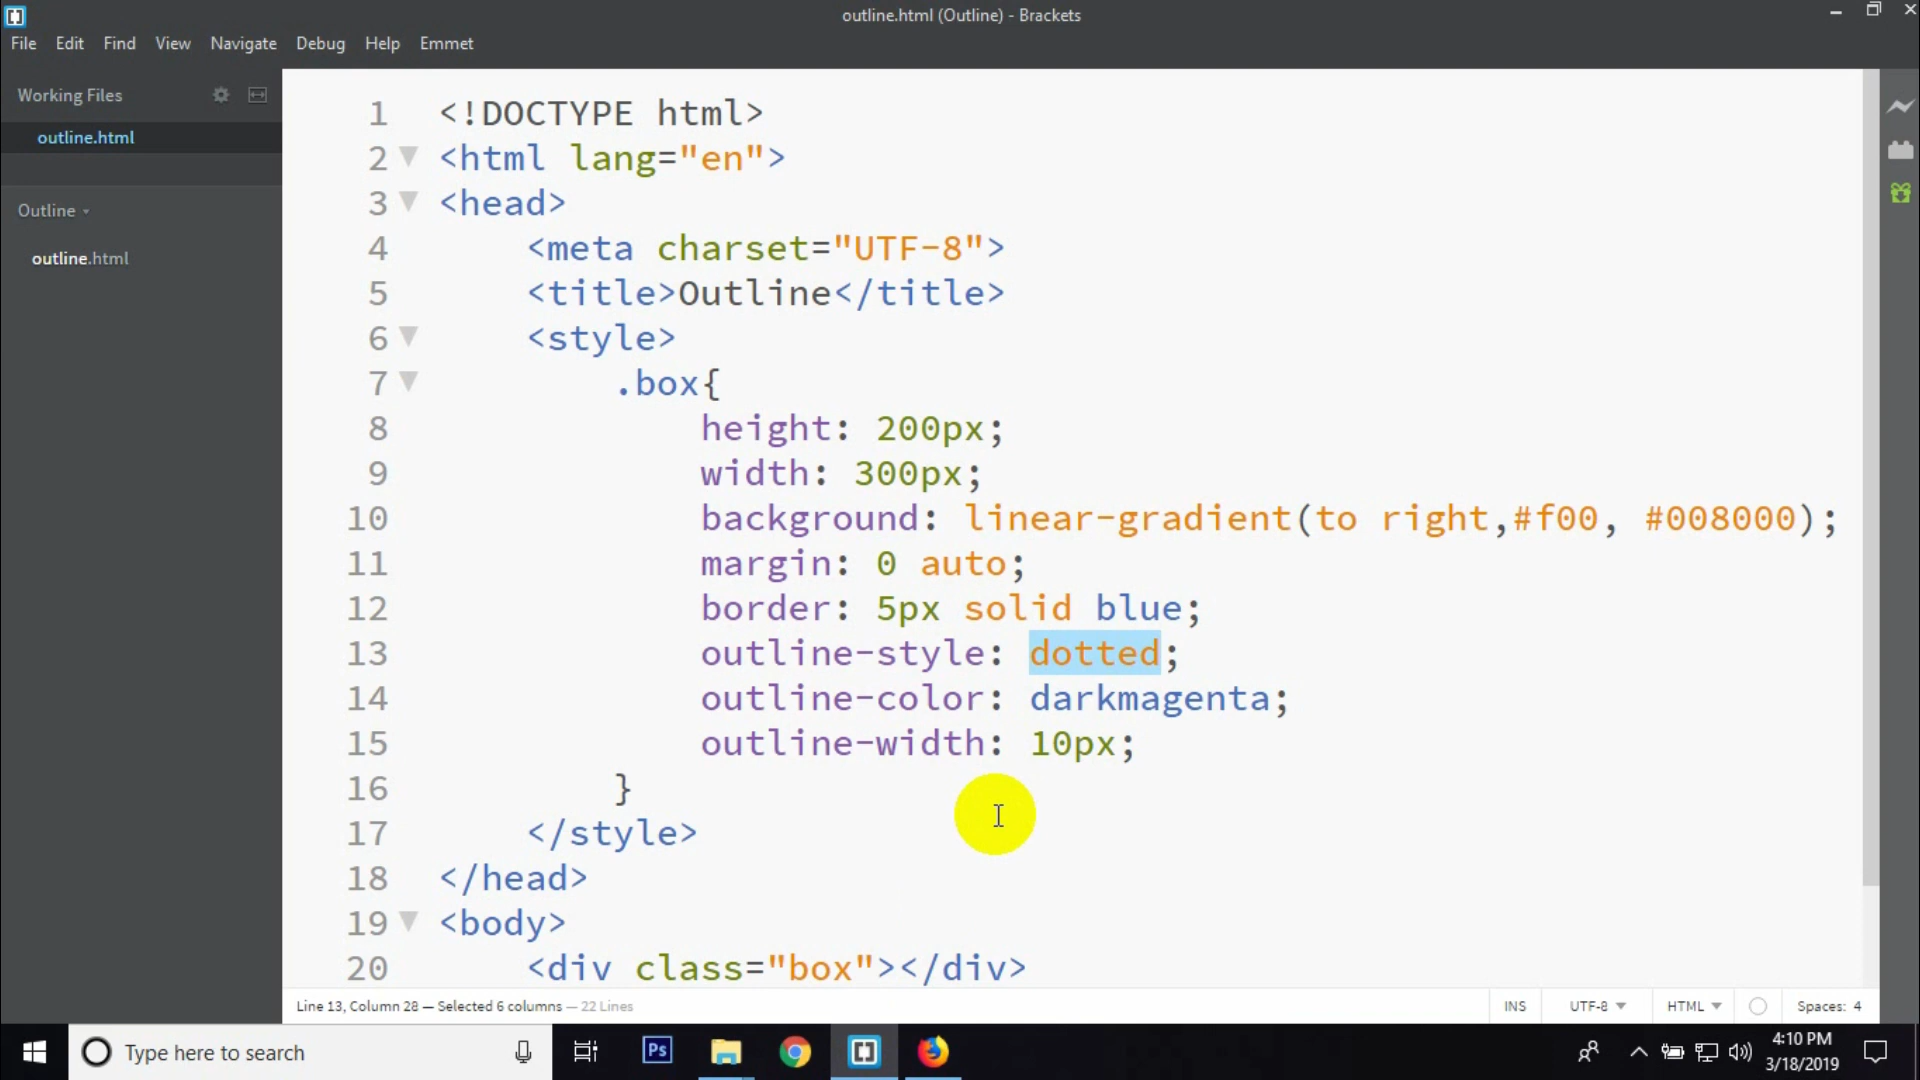 outline.html (Outline) - Brackets
File Edit Find View Navigate Debug Help Emmet
Working Files
outline.html
Outline
outline.html
1 <!DOCTYPE html>
2 <html lang="en">
3 <head>
4 <meta charset="UTF-8">
5 <title>Outline</title>
6 <style>
7 .box{
8 height: 200px;
9 width: 300px;
10 background: linear-gradient(to right,#f00, #008000);
11 margin: 0 auto;
12 border: 5px solid blue;
13 outline-style: dotted;
14 outline-color: darkmagenta;
15 outline-width: 10px;
16 }
17 </style>
18 </head>
19 <body>
20 <div class="box"></div>
Line 13, Column 28 — Selected 6 columns — 22 Lines
INS UTF-8 HTML Spaces: 4
Type here to search
Ps
4:10 PM
3/18/2019